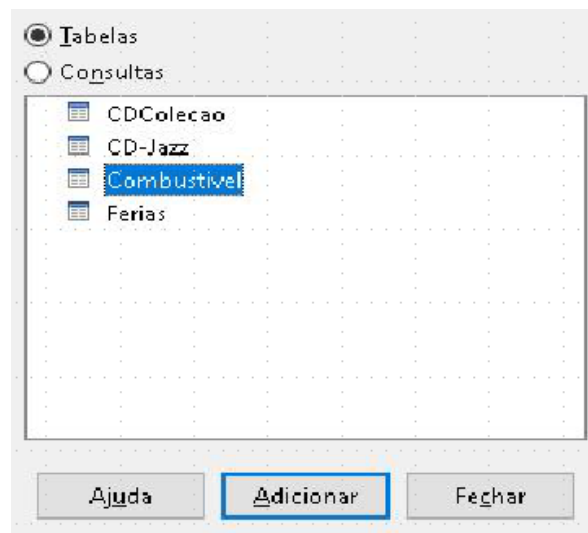 Tabelas
Consultas
CDColecao
CD-Jazz
Combustivel
Ferias
Ajuda Adicionar Fechar